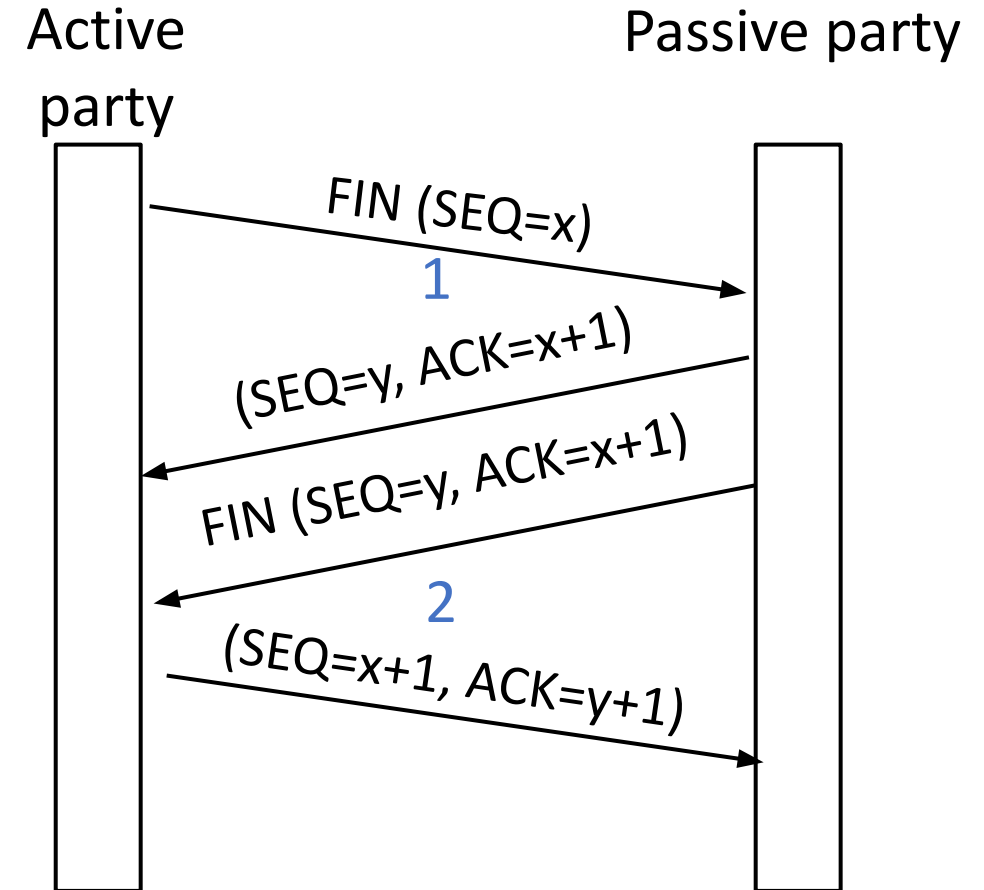 Active
party
Passive party
FIN (SEQ=x)
1
(SEQ=y, ACK=x+1)
FIN (SEQ=y, ACK=x+1)
2
(SEQ=x+1, ACK=y+1)